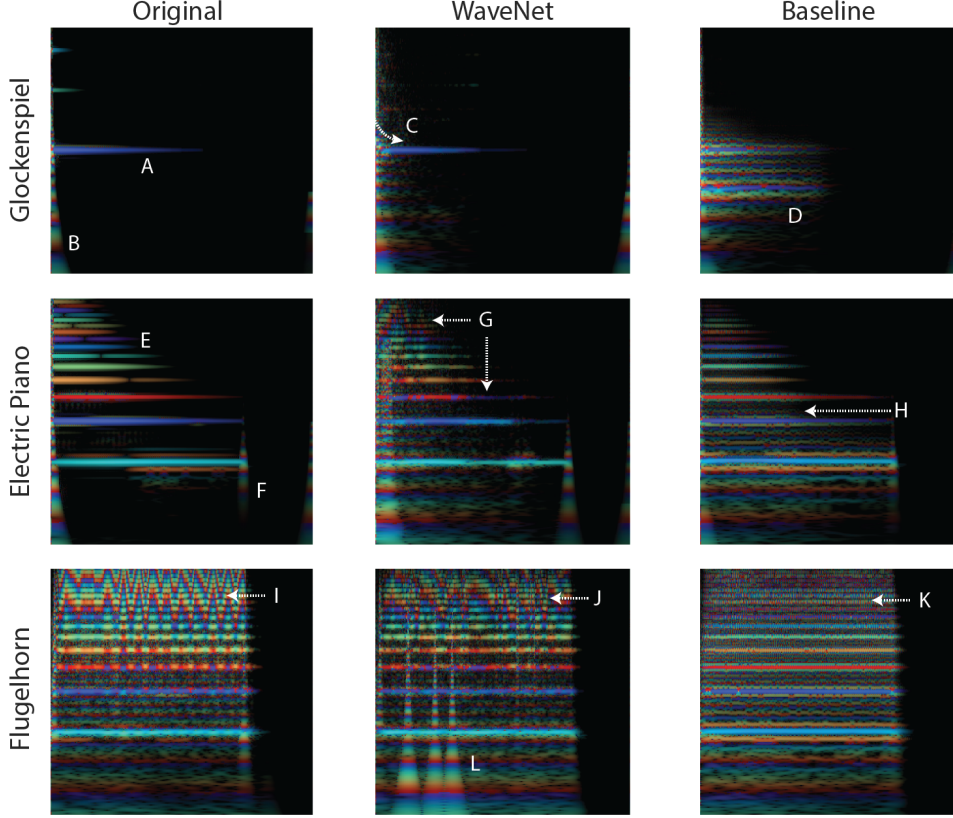 Original WaveNet Baseline
Glockenspiel
A
B
C
D
Electric Piano
E
F
G
H
Flugelhorn
I
J
K
L